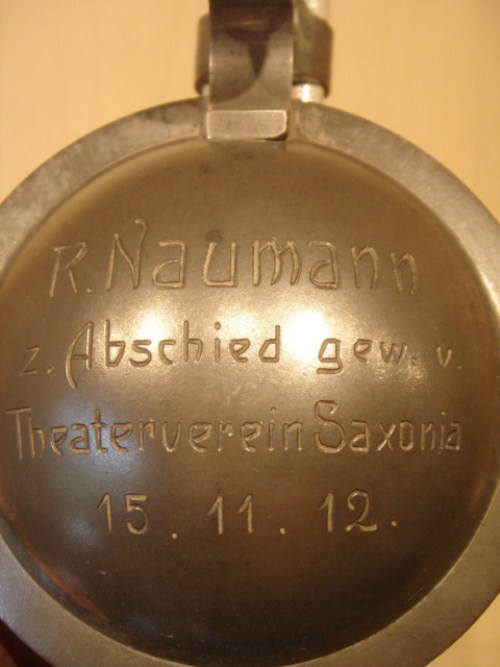 R. Naumann
z. Abschied gew. v.
Theaterverein Saxonia
15. 11. 12.